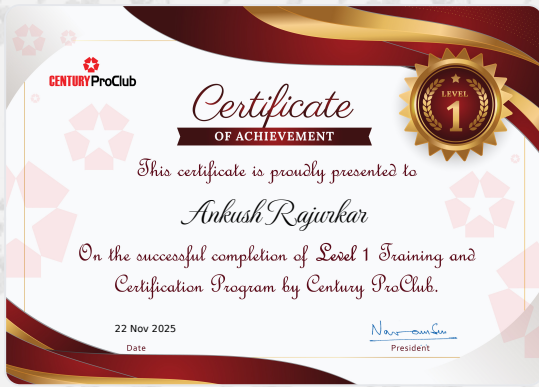 CENTURY ProClub
Certificate
OF ACHIEVEMENT
LEVEL
1
This certificate is proudly presented to
Ankush Rajurkar
On the successful completion of Level 1 Training and
Certification Program by Century ProClub.
22 Nov 2025
Date
President